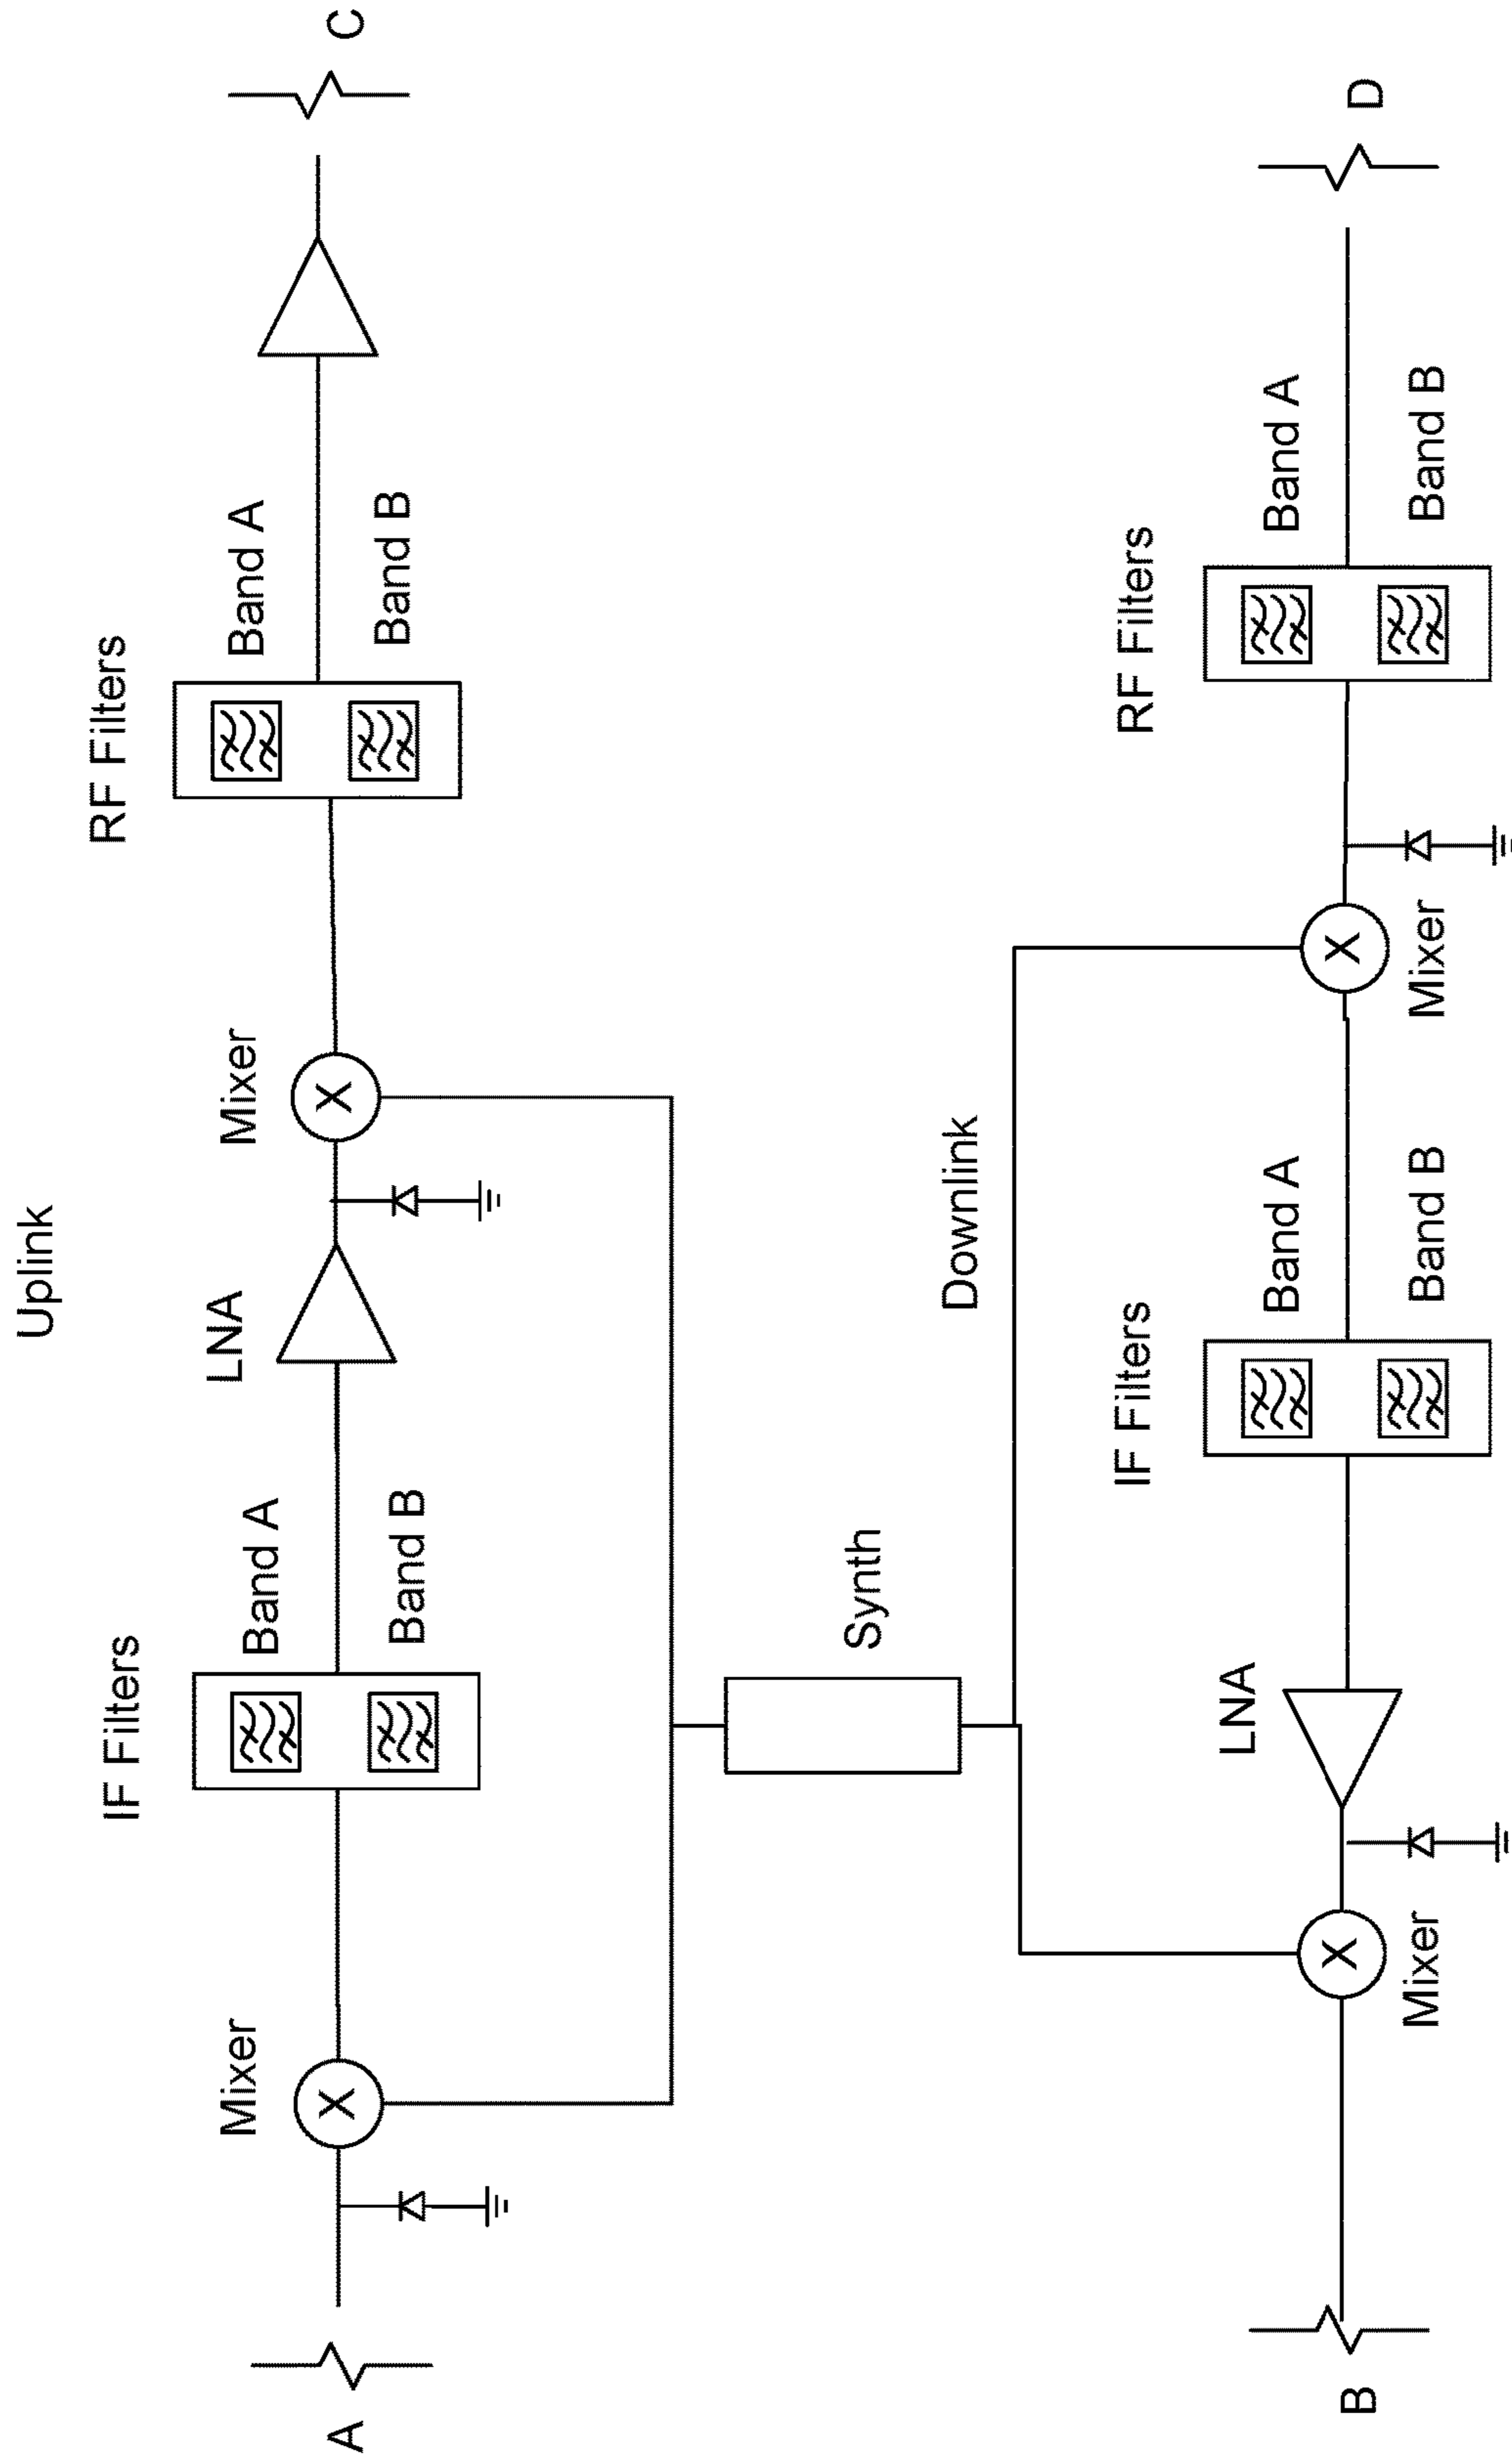 Uplink
IF Filters
RF Filters
Mixer
Band A
LNA
Mixer
Band A
A
X
X
C
Band B
Band B
Synth
Downlink
IF Filters
RF Filters
LNA
Band A
Band A
B
X
X
D
Mixer
Band B
Mixer
Band B